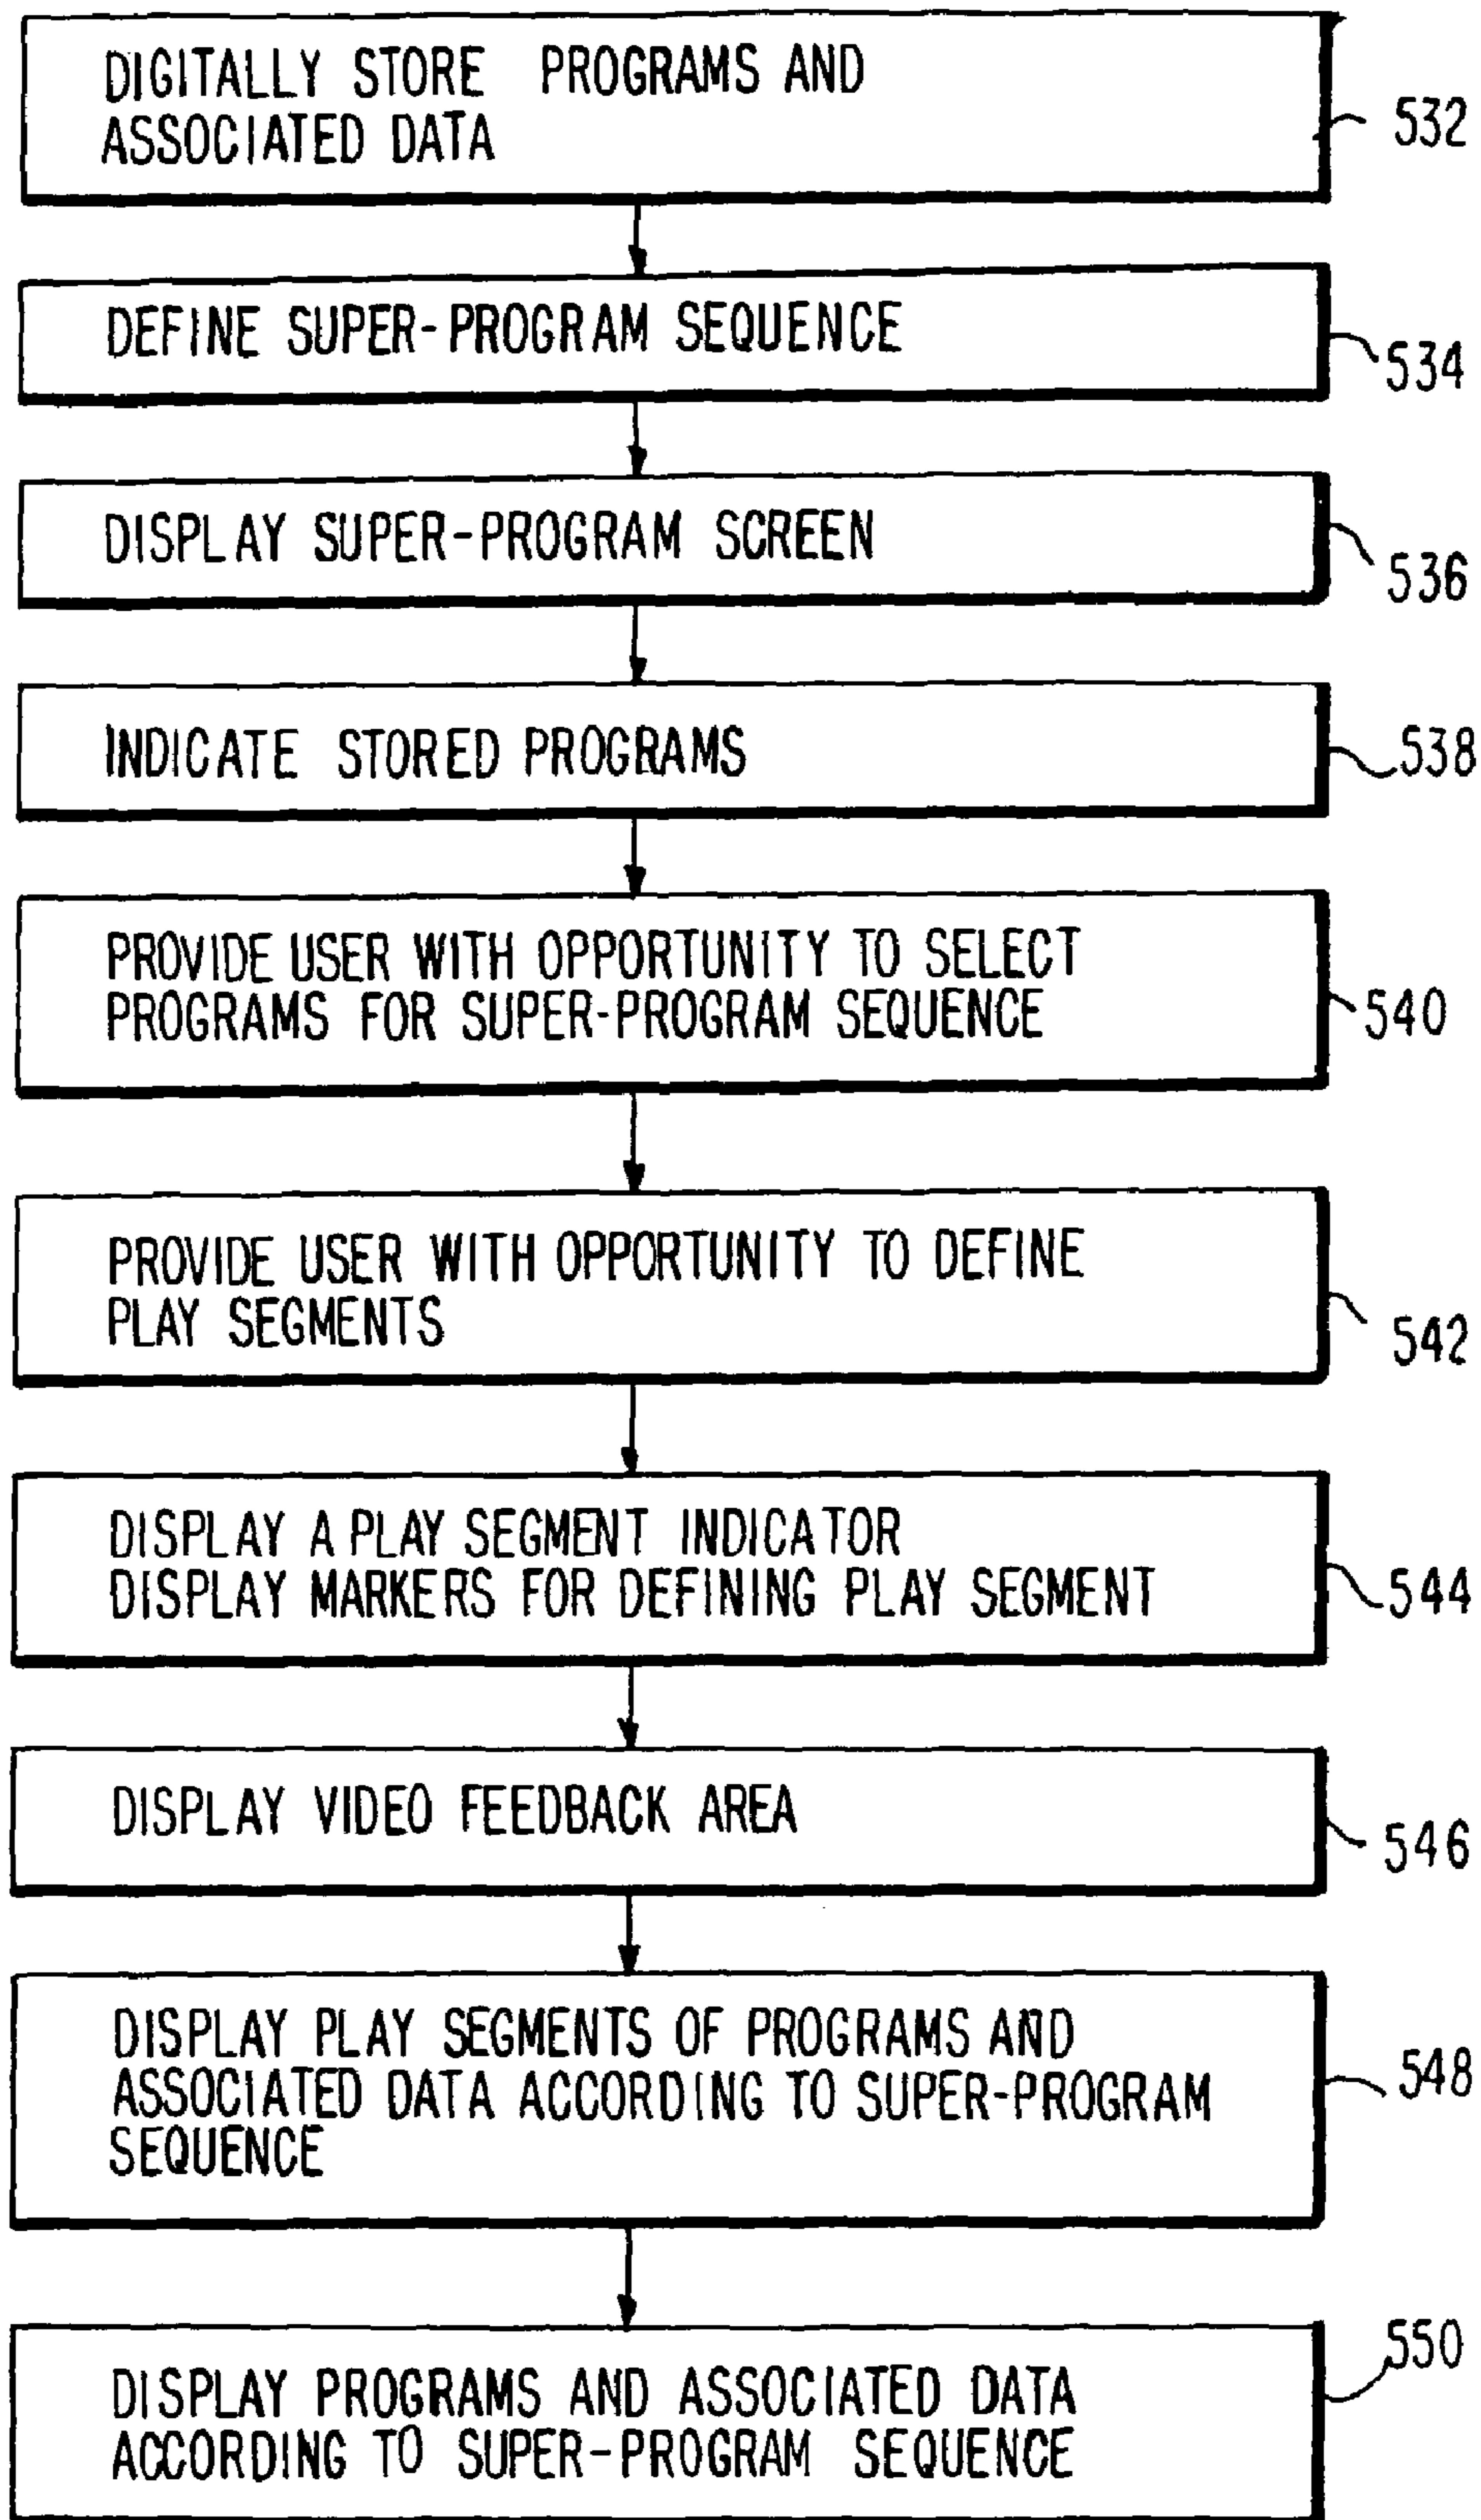 DIGITALLY STORE PROGRAMS AND
ASSOCIATED DATA
532
DEFINE SUPER-PROGRAM SEQUENCE
534
DISPLAY SUPER-PROGRAM SCREEN
536
INDICATE STORED PROGRAMS
538
PROVIDE USER WITH OPPORTUNITY TO SELECT
PROGRAMS FOR SUPER-PROGRAM SEQUENCE
540
PROVIDE USER WITH OPPORTUNITY TO DEFINE
PLAY SEGMENTS
542
DISPLAY A PLAY SEGMENT INDICATOR
DISPLAY MARKERS FOR DEFINING PLAY SEGMENT
544
DISPLAY VIDEO FEEDBACK AREA
546
DISPLAY PLAY SEGMENTS OF PROGRAMS AND
ASSOCIATED DATA ACCORDING TO SUPER-PROGRAM
SEQUENCE
548
DISPLAY PROGRAMS AND ASSOCIATED DATA
ACCORDING TO SUPER-PROGRAM SEQUENCE
550